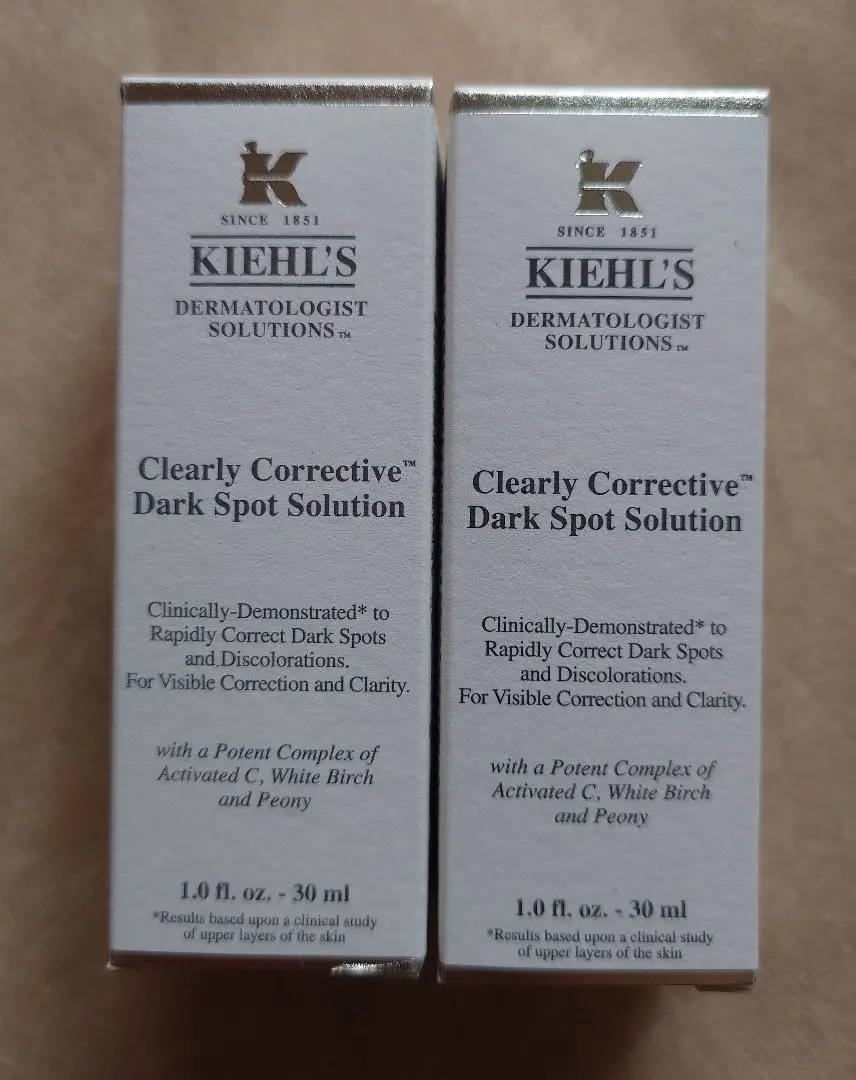 K
SINCE 1851
KIEHL'S
DERMATOLOGIST
SOLUTIONS™
Clearly Corrective™
Dark Spot Solution
Clinically-Demonstrated* to
Rapidly Correct Dark Spots
and Discolorations.
For Visible Correction and Clarity.
with a Potent Complex of
Activated C, White Birch
and Peony
1.0 fl. oz. - 30 ml
*Results based upon a clinical study
of upper layers of the skin
K
SINCE 1851
KIEHL'S
DERMATOLOGIST
SOLUTIONS™
Clearly Corrective™
Dark Spot Solution
Clinically-Demonstrated* to
Rapidly Correct Dark Spots
and Discolorations.
For Visible Correction and Clarity.
with a Potent Complex of
Activated C, White Birch
and Peony
1.0 fl. oz. - 30 ml
*Results based upon a clinical study
of upper layers of the skin